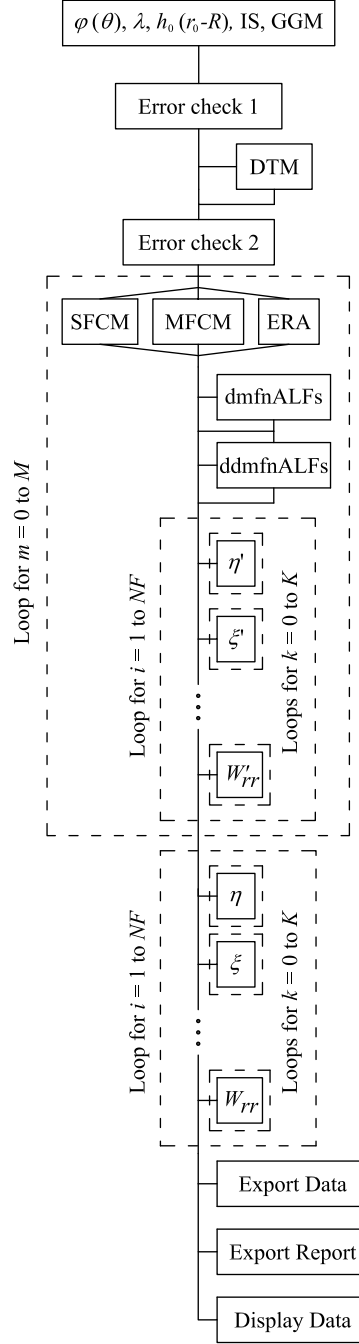 φ (θ), λ, h₀ (r₀-R), IS, GGM
Error check 1
DTM
Error check 2
SFCM
MFCM
ERA
dmfnALFs
ddmfnALFs
Loop for m = 0 to M
Loop for i = 1 to NF
Loops for k = 0 to K
η'
ξ'
W'rr
Loop for i = 1 to NF
Loops for k = 0 to K
η
ξ
Wrr
Export Data
Export Report
Display Data